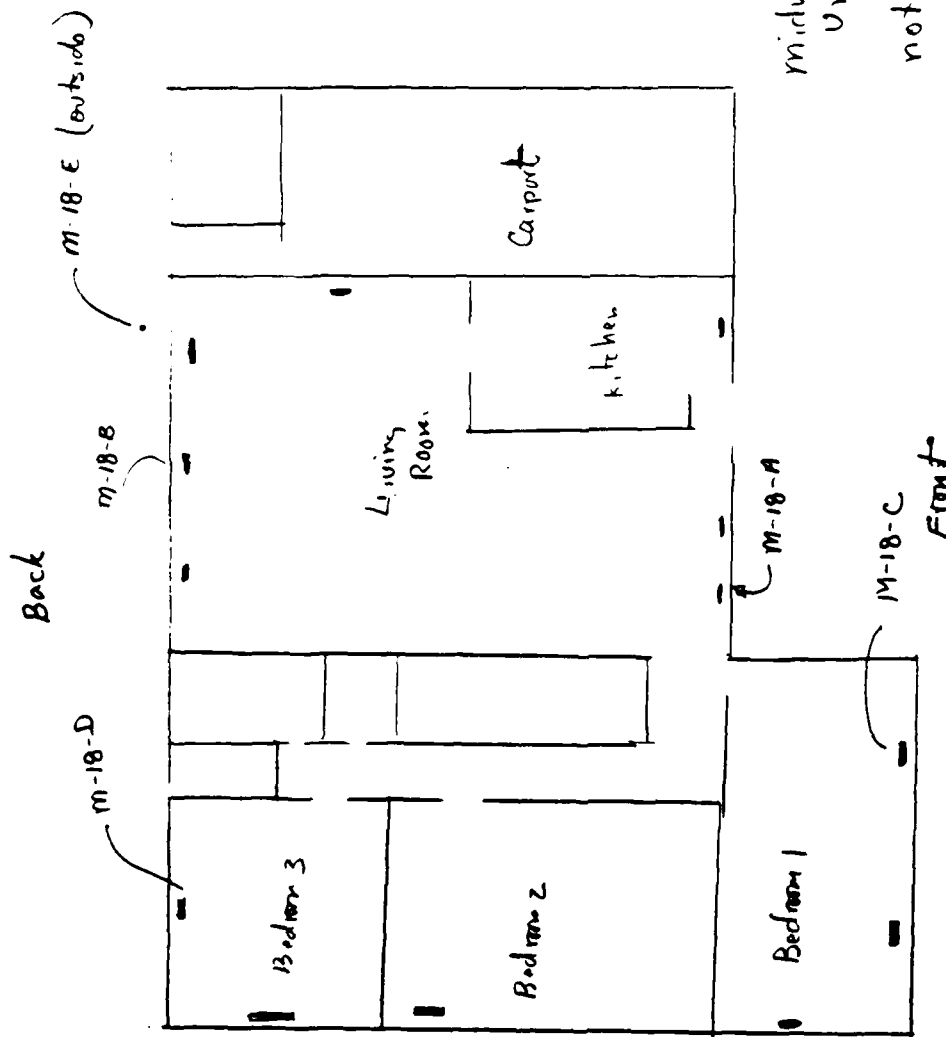 Back
m-18-D
m-18-B
m-18-E (outside)
Bedroom 3
Living
Room.
Carport
Bedroom 2
kitchen
Bedroom 1
M-18-A
M-18-C
Front
not